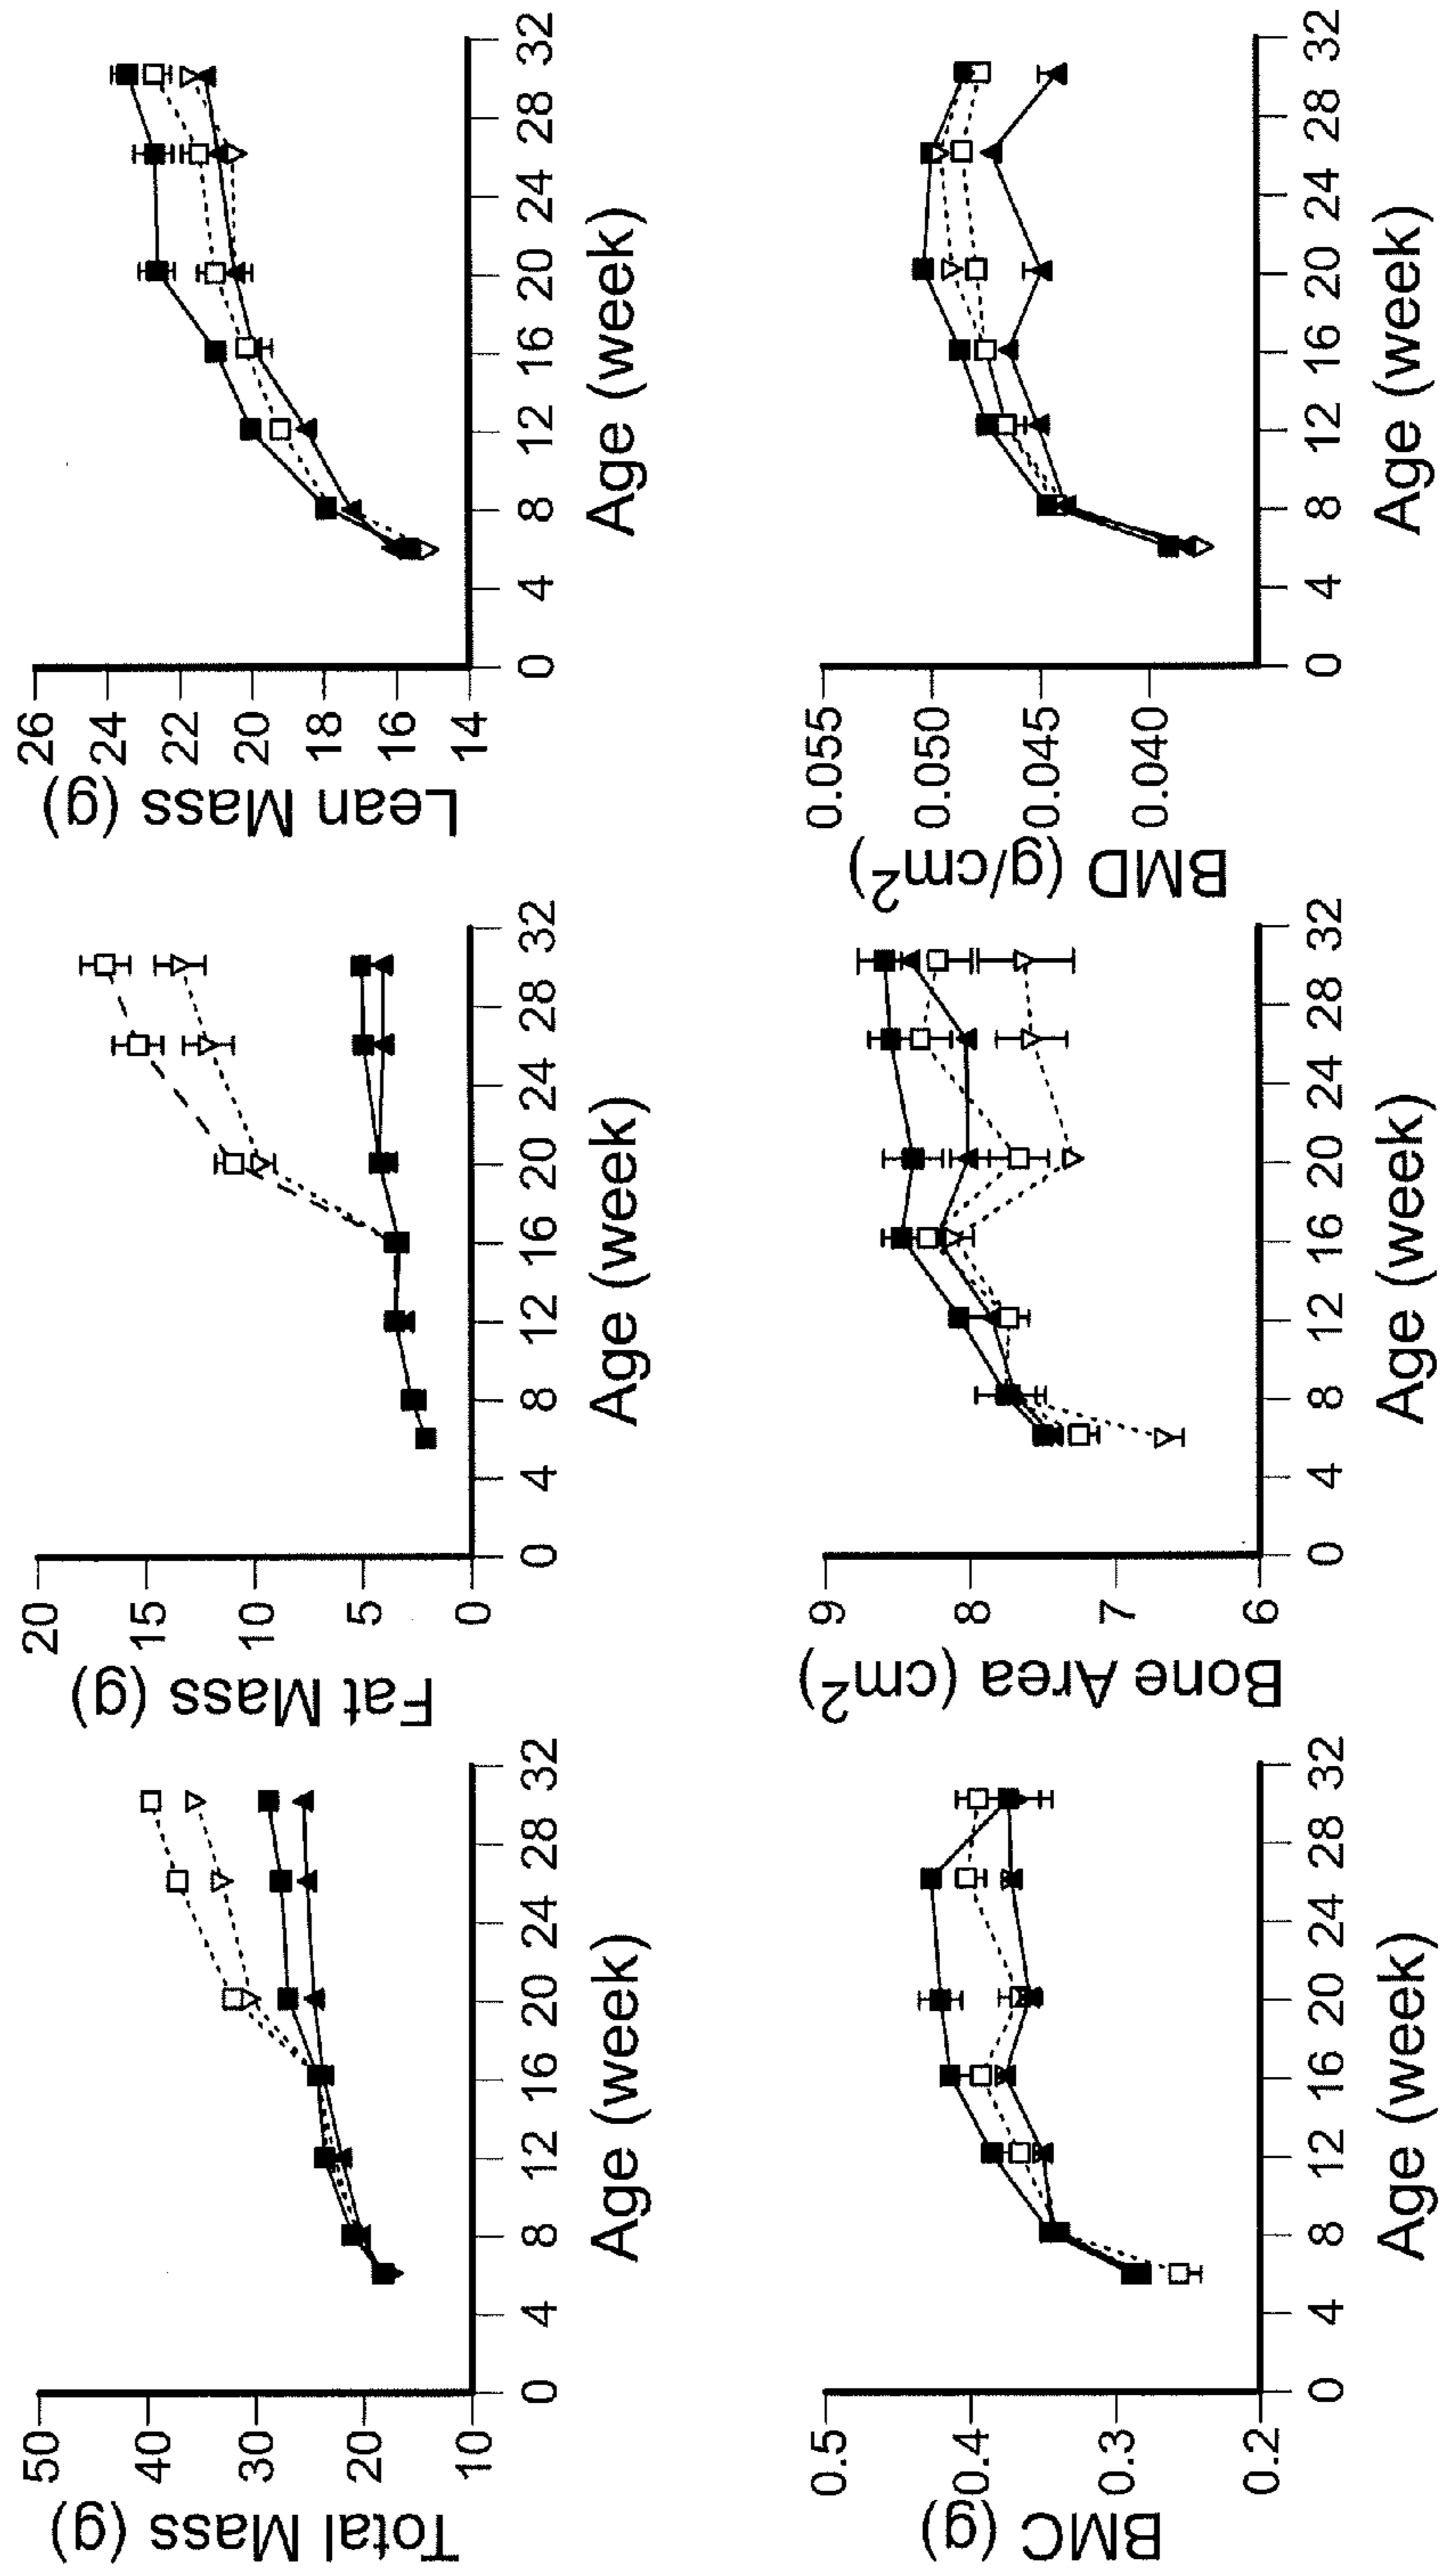 Total Mass (g)
50
40
30
20
10
0 4 8 12 16 20 24 28 32
Age (week)
Fat Mass (g)
20
15
10
5
0
0 4 8 12 16 20 24 28 32
Age (week)
Lean Mass (g)
26
24
22
20
18
16
14
0 4 8 12 16 20 24 28 32
Age (week)
BMC (g)
0.5
0.4
0.3
0.2
0 4 8 12 16 20 24 28 32
Age (week)
Bone Area (cm²)
9
8
7
6
0 4 8 12 16 20 24 28 32
Age (week)
BMD (g/cm²)
0.055
0.050
0.045
0.040
0 4 8 12 16 20 24 28 32
Age (week)